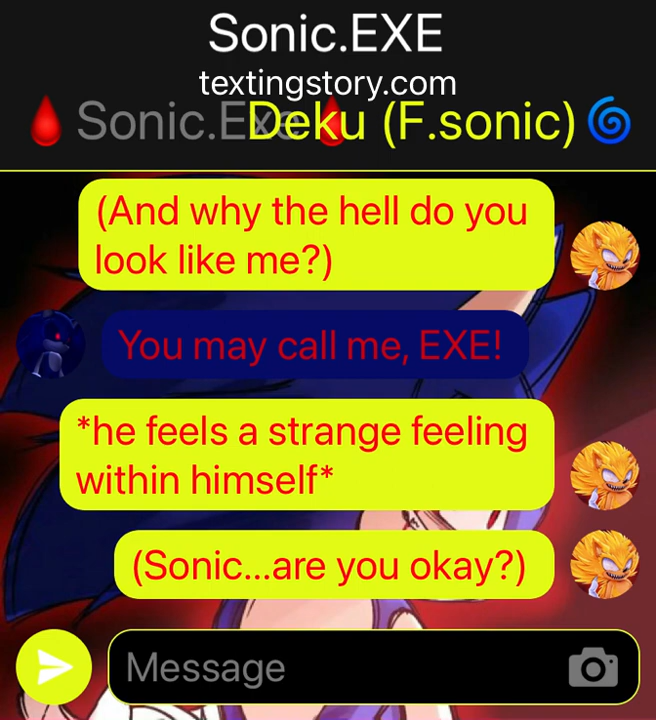 Sonic.EXE
textingstory.com
🩸Sonic.Exe🩸
Deku (F.sonic)🌀
(And why the hell do you
look like me?)
You may call me, EXE!
*he feels a strange feeling
within himself*
(Sonic...are you okay?)
Message